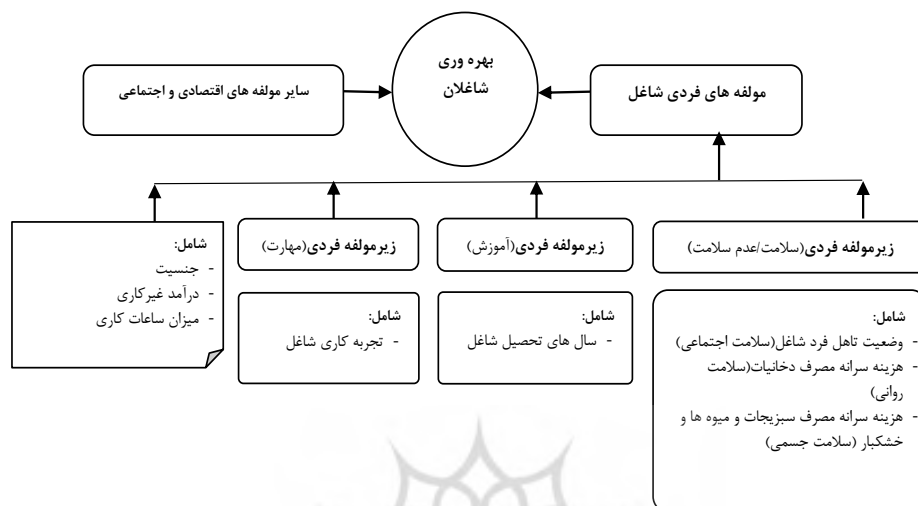 بهره وری
شاغلان
مولفه های فردی شاغل
سایر مولفه های اقتصادی و اجتماعی
زیرمولفه فردی(سلامت/عدم سلامت)
شامل:
- وضعیت تاهل فرد شاغل(سلامت اجتماعی)
- هزینه سرانه مصرف دخانیات(سلامت
روانی)
- هزینه سرانه مصرف سبزیجات و میوه ها و
خشکبار (سلامت جسمی)
زیرمولفه فردی(آموزش)
شامل:
- سال های تحصیل شاغل
زیرمولفه فردی(مهارت)
شامل:
- تجربه کاری شاغل
شامل:
- جنسیت
- درآمد غیرکاری
- میزان ساعات کاری